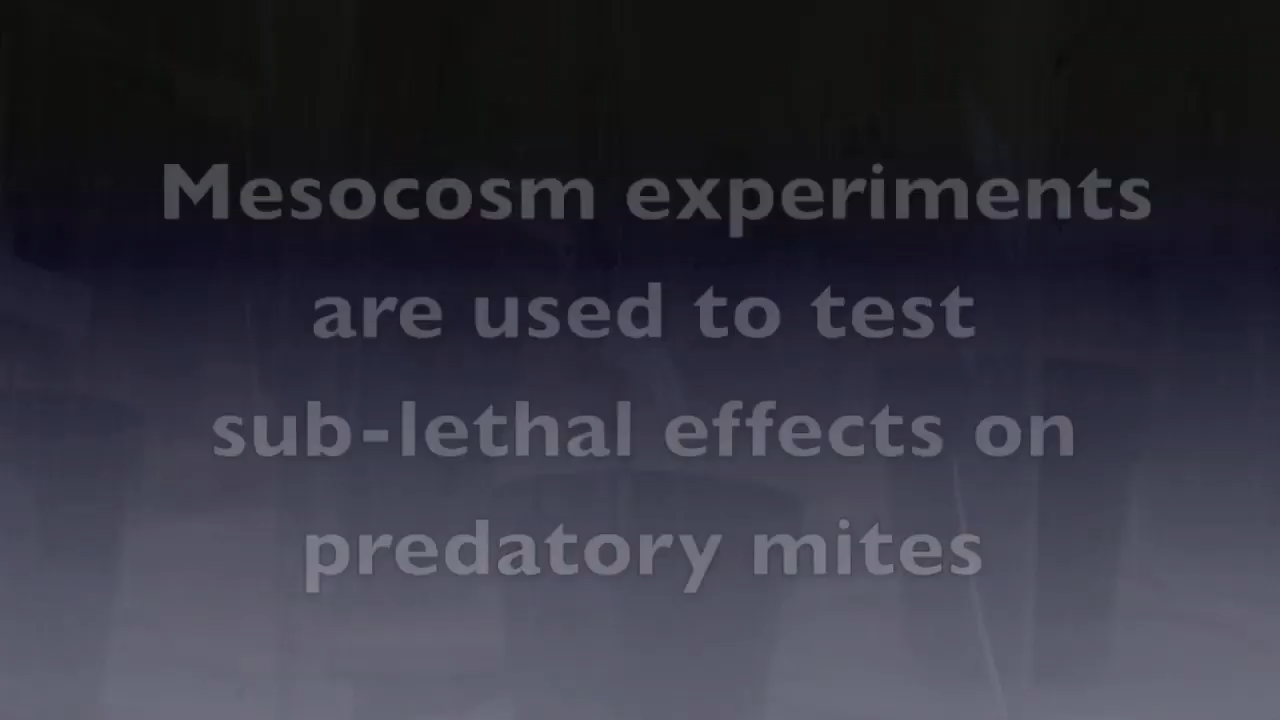 Mesocosm experiments
are used to test
sub-lethal effects on
predatory mites